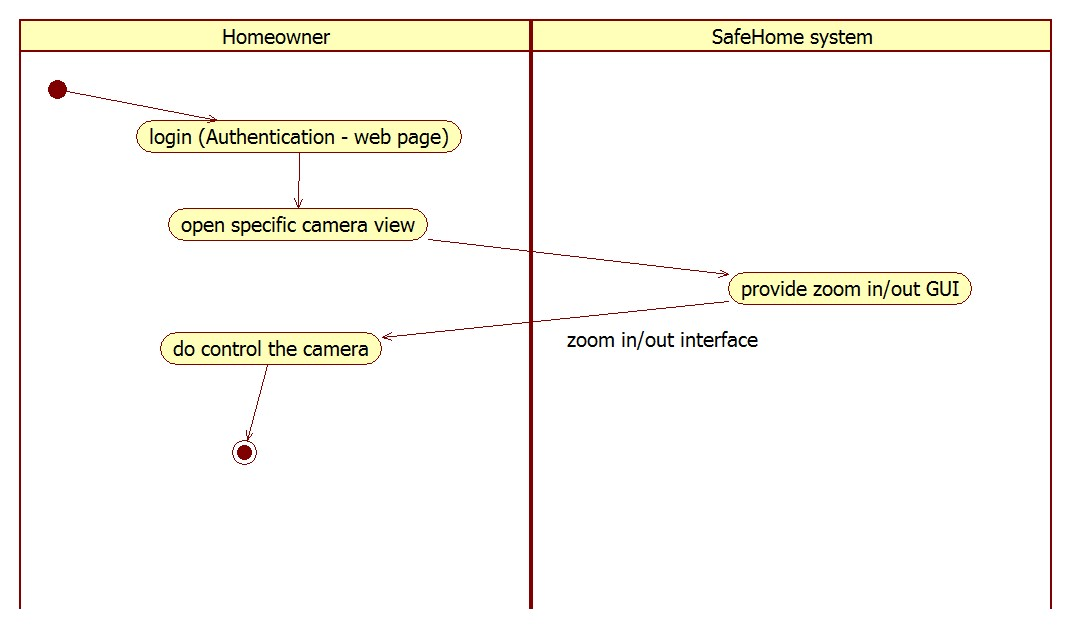 Homeowner
SafeHome system
login (Authentication - web page)
open specific camera view
provide zoom in/out GUI
zoom in/out interface
do control the camera